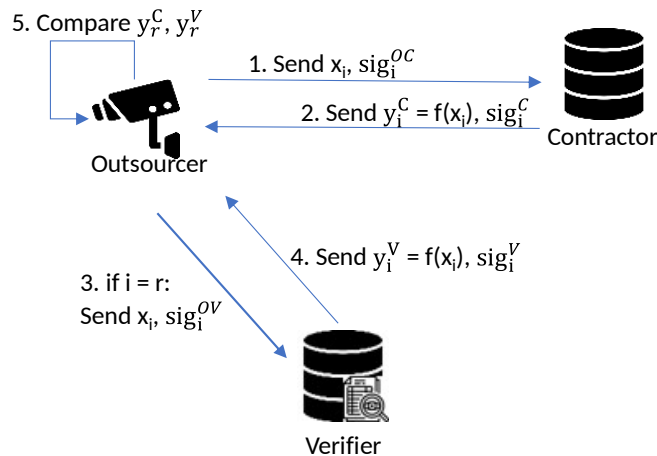 5. Compare y_r^C, y_r^V
1. Send x_i, sig_i^{OC}
2. Send y_i^C = f(x_i), sig_i^C
Contractor
Outsourcer
4. Send y_i^V = f(x_i), sig_i^V
3. if i = r:
Send x_i, sig_i^{OV}
Verifier